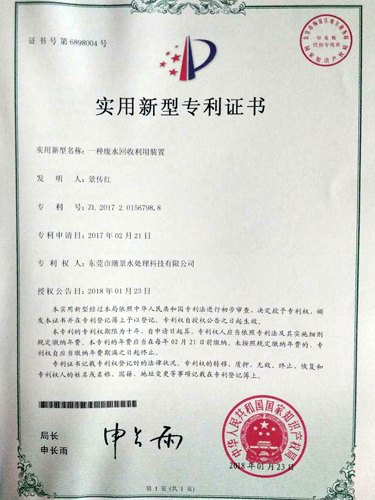 证书号第6898004号
实用新型专利证书
实用新型名称：一种废水回收利用装置
发明人：景传红
专利号：ZL 2017 2 0156798.8
专利申请日：2017年02月21日
专利权人：东莞市潮景水处理科技有限公司
授权公告日：2018年01月23日
本实用新型经过本局依照中华人民共和国专利法进行初步审查，决定授予专利权，颁
发本证书并在专利登记簿上予以登记。专利权自授权公告之日起生效。
本专利的专利权期限为十年，自申请日起算。专利权人应当依照专利法及其实施细则
规定缴纳年费。本专利的年费应当在每年02月21日前缴纳。未按照规定缴纳年费的，专
利权自应当缴纳年费期满之日起终止。
专利证书记载专利权登记时的法律状况。专利权的转移、质押、无效、终止、恢复和
专利权人的姓名或名称、国籍、地址变更等事项记载在专利登记簿上。
局长
申长雨
申长雨
中华人民共和国国家知识产权局
2018年01月23日
第1页(共1页)